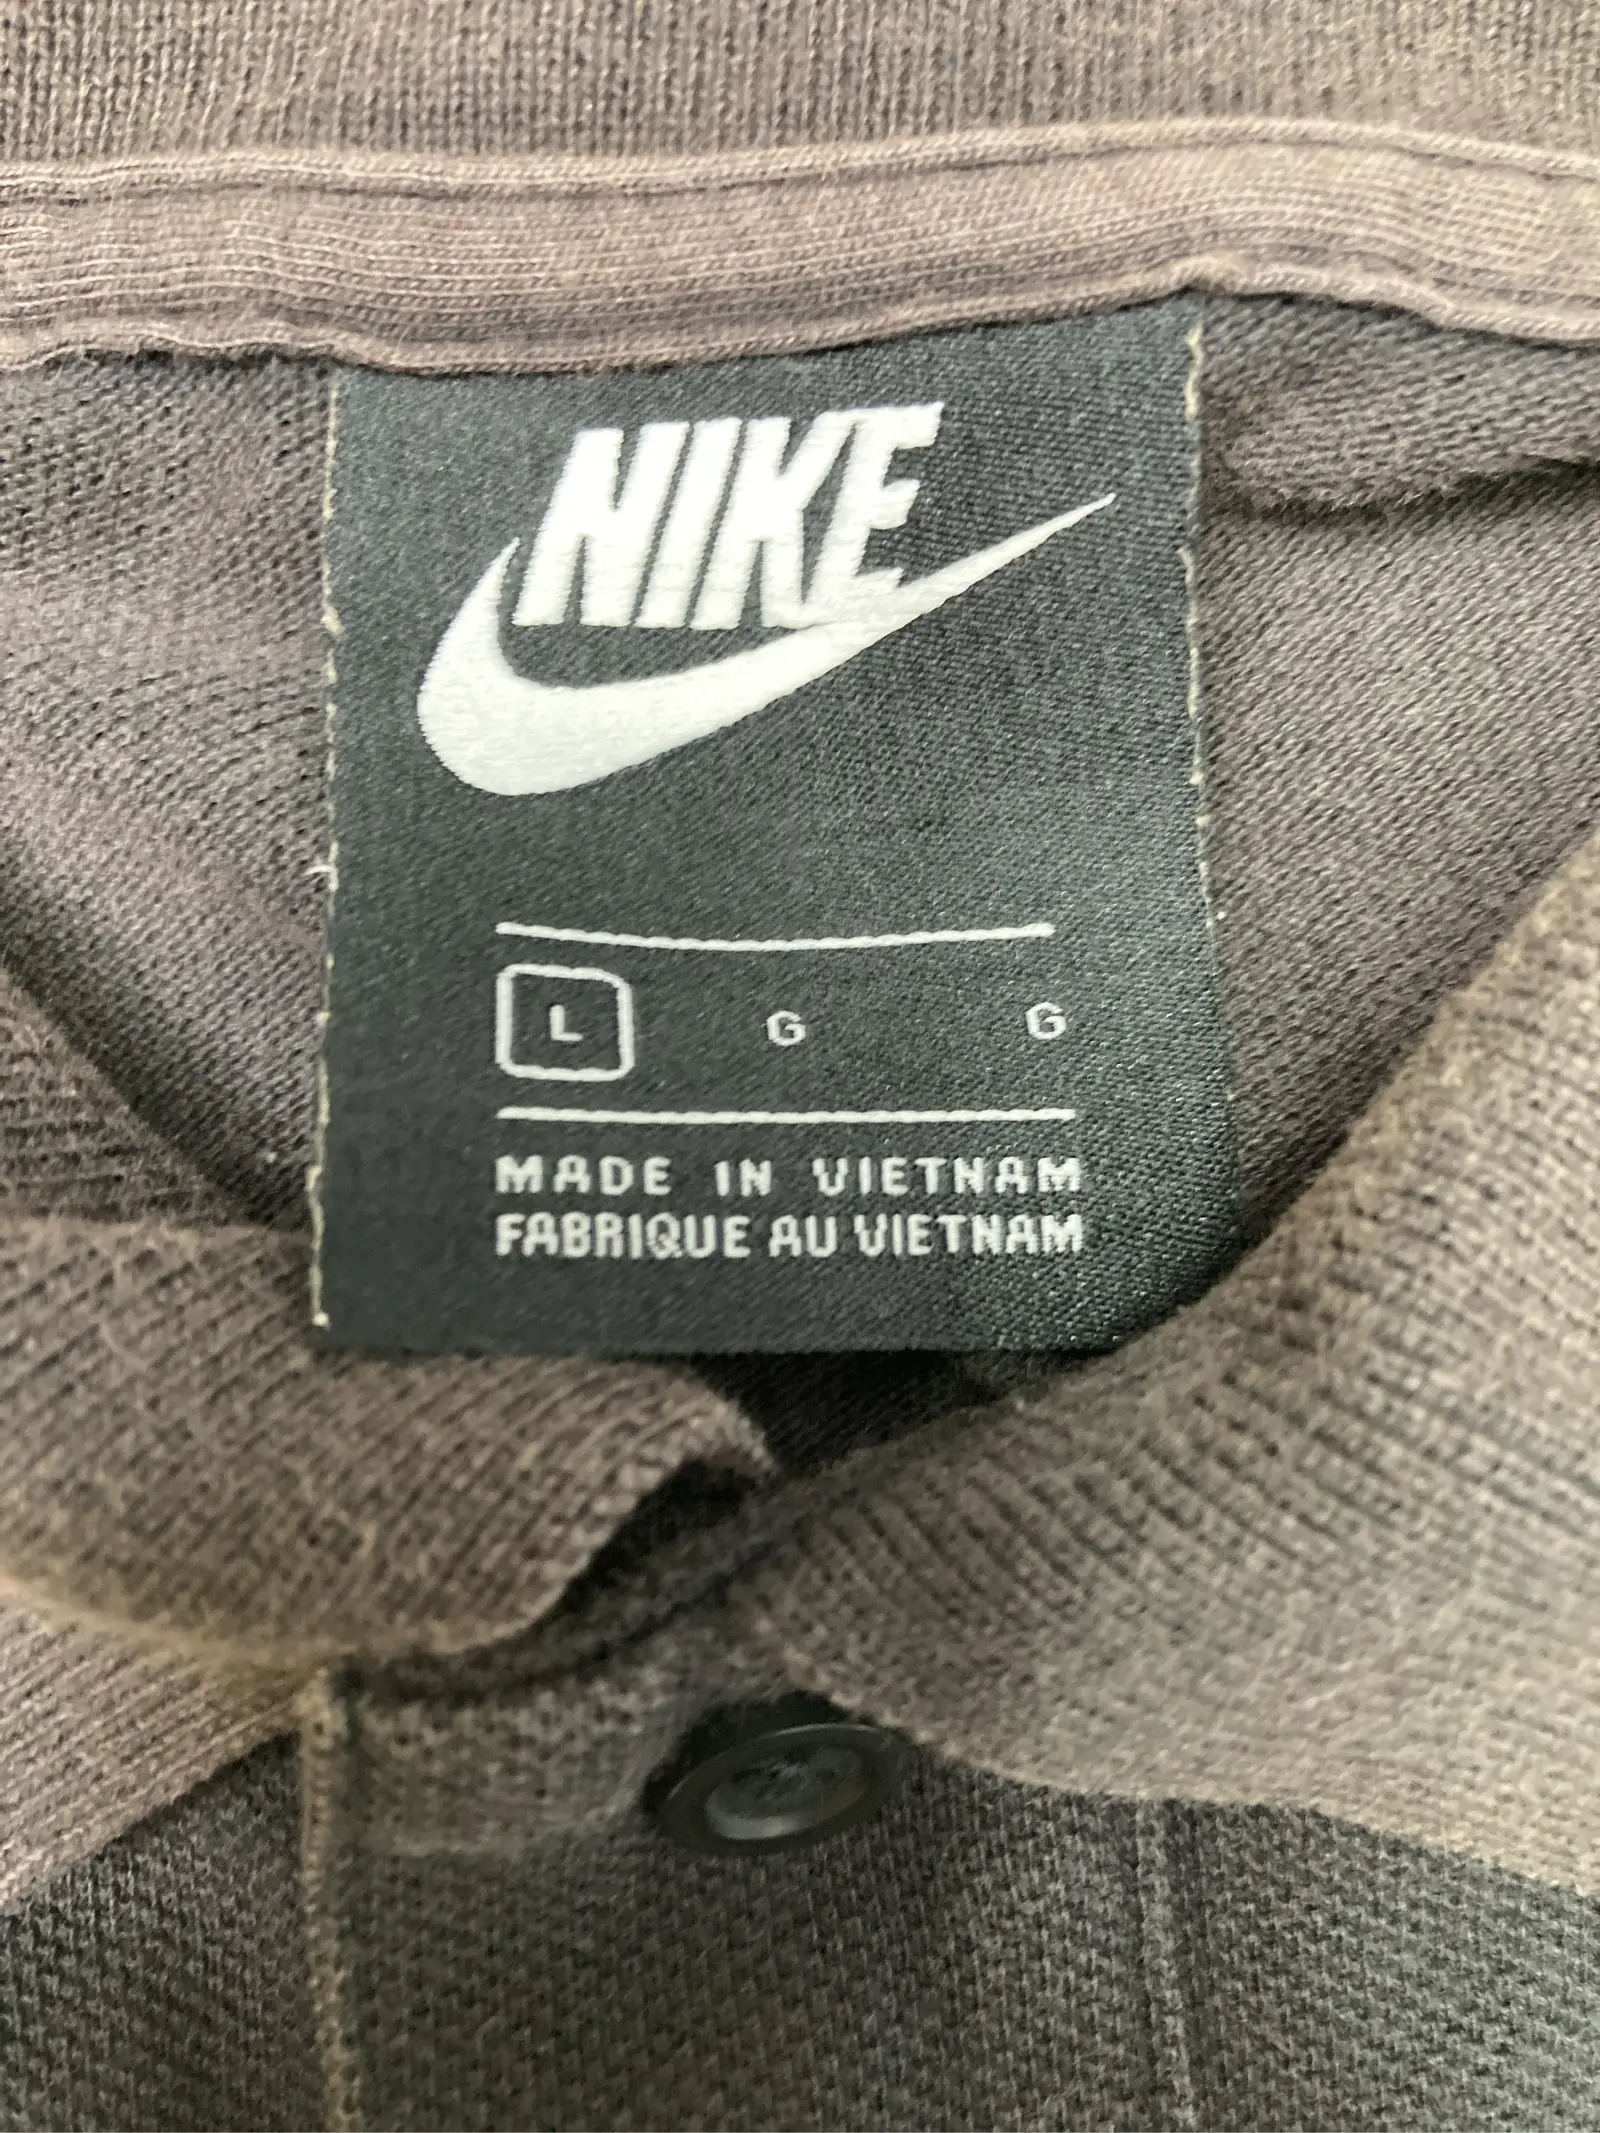 NIKE
L G G
MADE IN VIETNAM
FABRIQUE AU VIETNAM